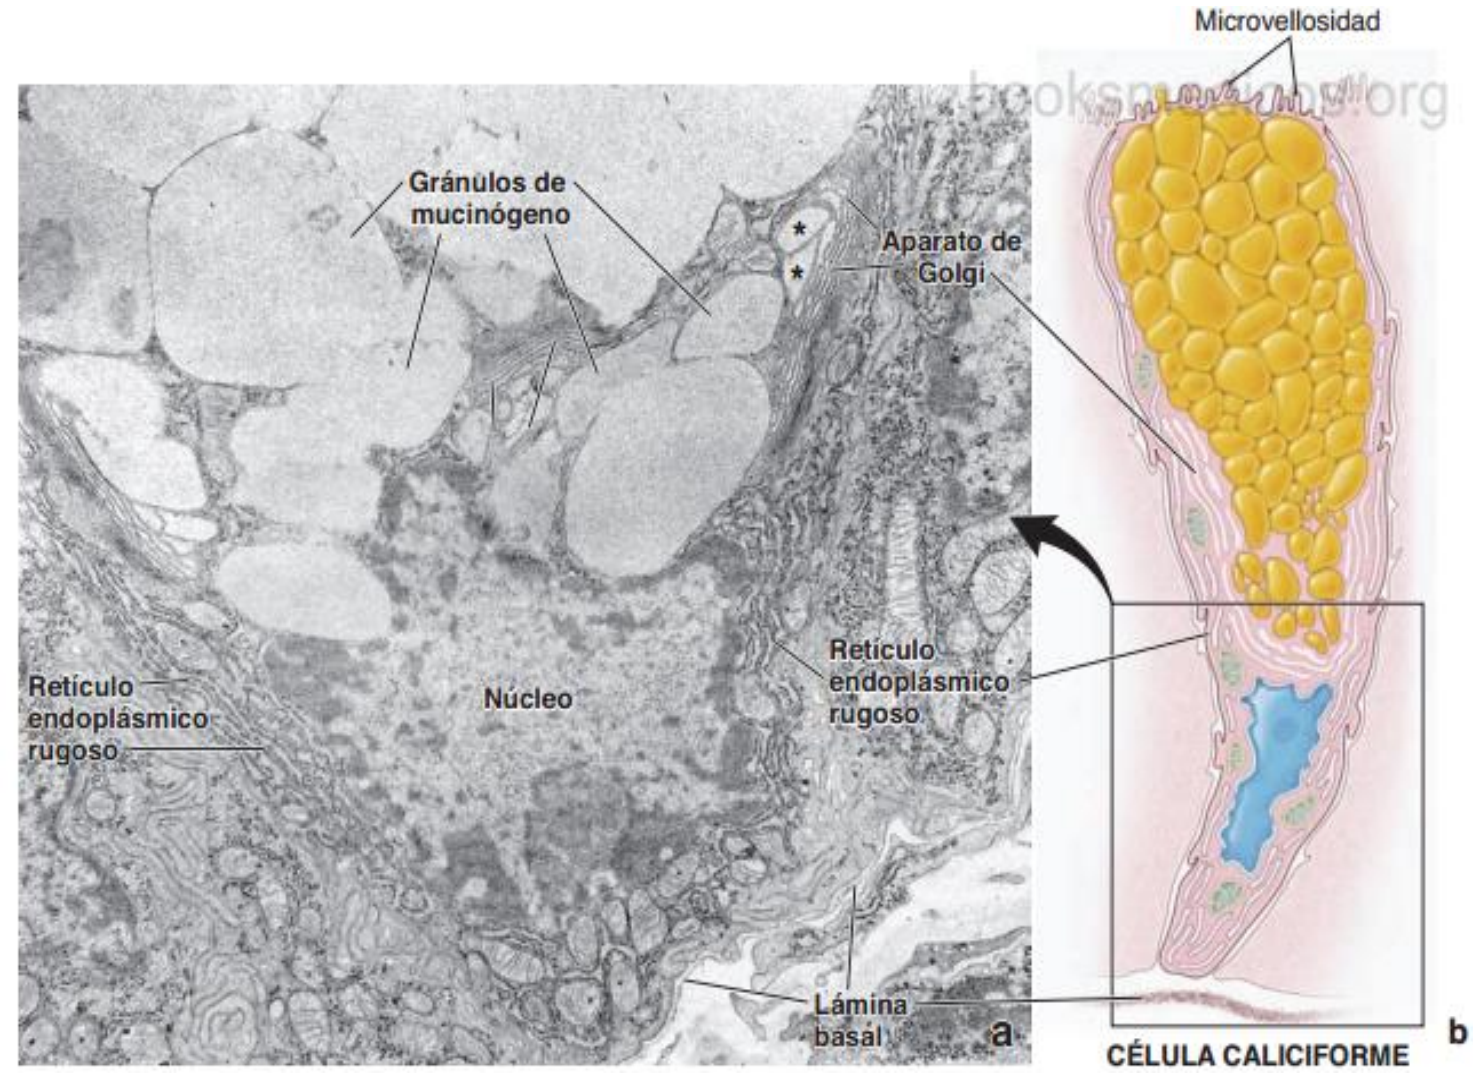 Microvellosidad
booksmedicos.org
Gránulos de
mucinógeno
*
*
Aparato de
Golgi
Retículo
endoplásmico
rugoso
Núcleo
Retículo
endoplásmico
rugoso
Lámina
basal
a
b
CÉLULA CALICIFORME